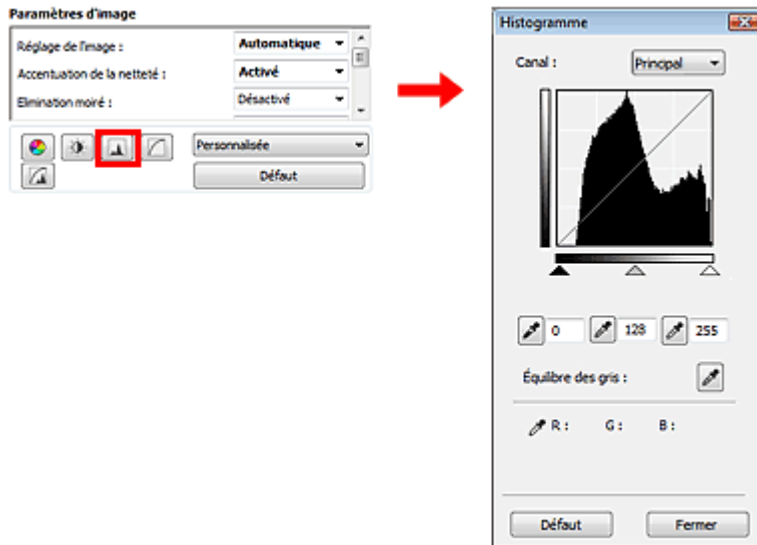 Paramètres d'image
Réglage de l'image : Automatique
Accentuation de la netteté : Activé
Elimination moiré : Désactivé
Personnalisée
Défaut
Histogramme
Canal : Principal
0 128 255
Équilibre des gris :
R : G : B :
Défaut Fermer